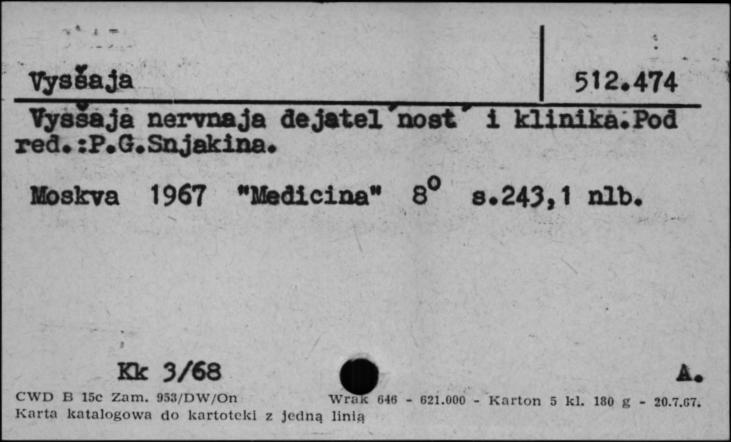 Vysšaja 512.474
Vysšaja nervnaja dejatel'nost' i klinika.Pod
red.:P.G.Snjakina.
Moskva 1967 "Medicina" 8° s.243,1 nlb.
Kk 3/68 A.
CWD B 15c Zam. 953/DW/On Wrak 646 - 621.000 - Karton 5 kl. 180 g - 20.7.67.
Karta katalogowa do kartoteki z jedną linią